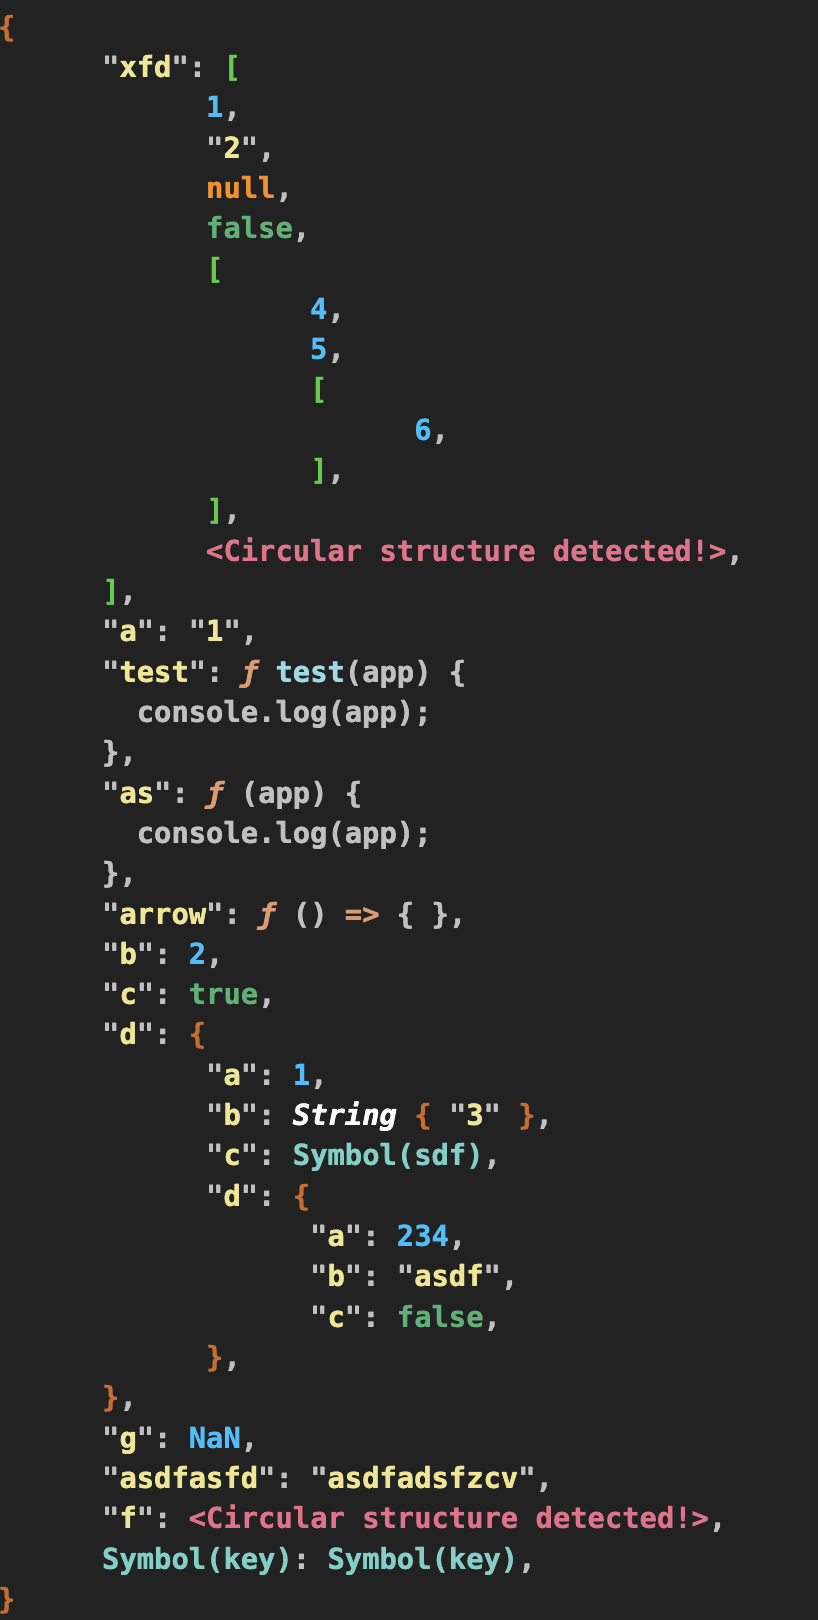 {
      "xfd": [
            1,
            "2",
            null,
            false,
            [
                  4,
                  5,
                  [
                        6,
                  ],
            ],
            <Circular structure detected!>,
      ],
      "a": "1",
      "test": ƒ test(app) {
        console.log(app);
      },
      "as": ƒ (app) {
        console.log(app);
      },
      "arrow": ƒ () => { },
      "b": 2,
      "c": true,
      "d": {
            "a": 1,
            "b": String { "3" },
            "c": Symbol(sdf),
            "d": {
                  "a": 234,
                  "b": "asdf",
                  "c": false,
            },
      },
      "g": NaN,
      "asdfasfd": "asdfadsfzcv",
      "f": <Circular structure detected!>,
      Symbol(key): Symbol(key),
}